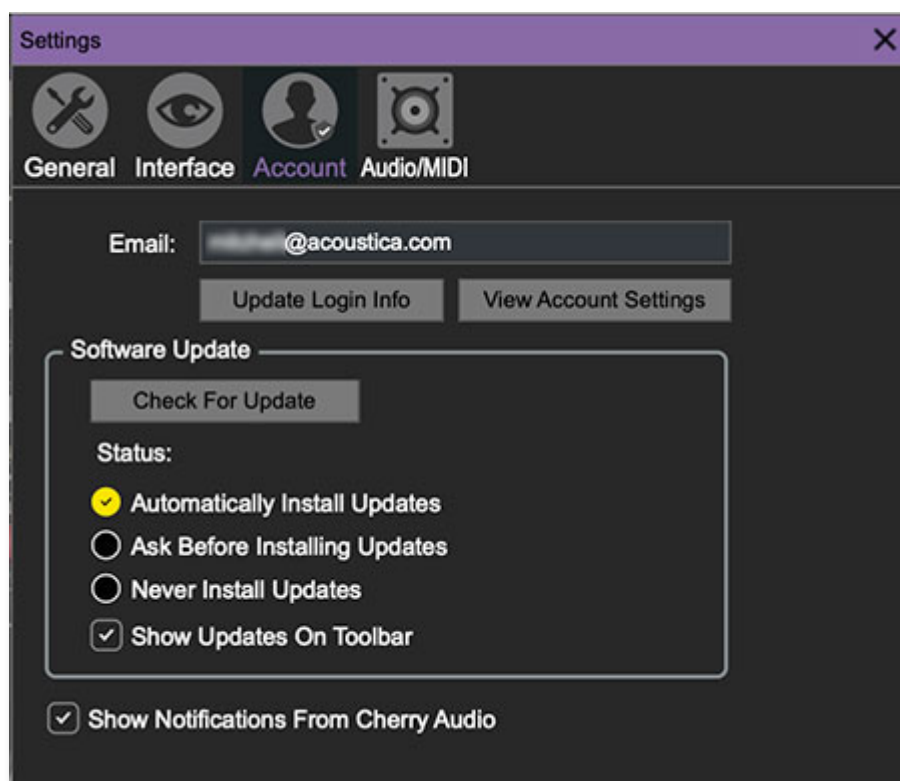 Settings
General Interface Account Audio/MIDI
Email: @acoustica.com
Update Login Info View Account Settings
Software Update
Check For Update
Status:
Automatically Install Updates
Ask Before Installing Updates
Never Install Updates
Show Updates On Toolbar
Show Notifications From Cherry Audio